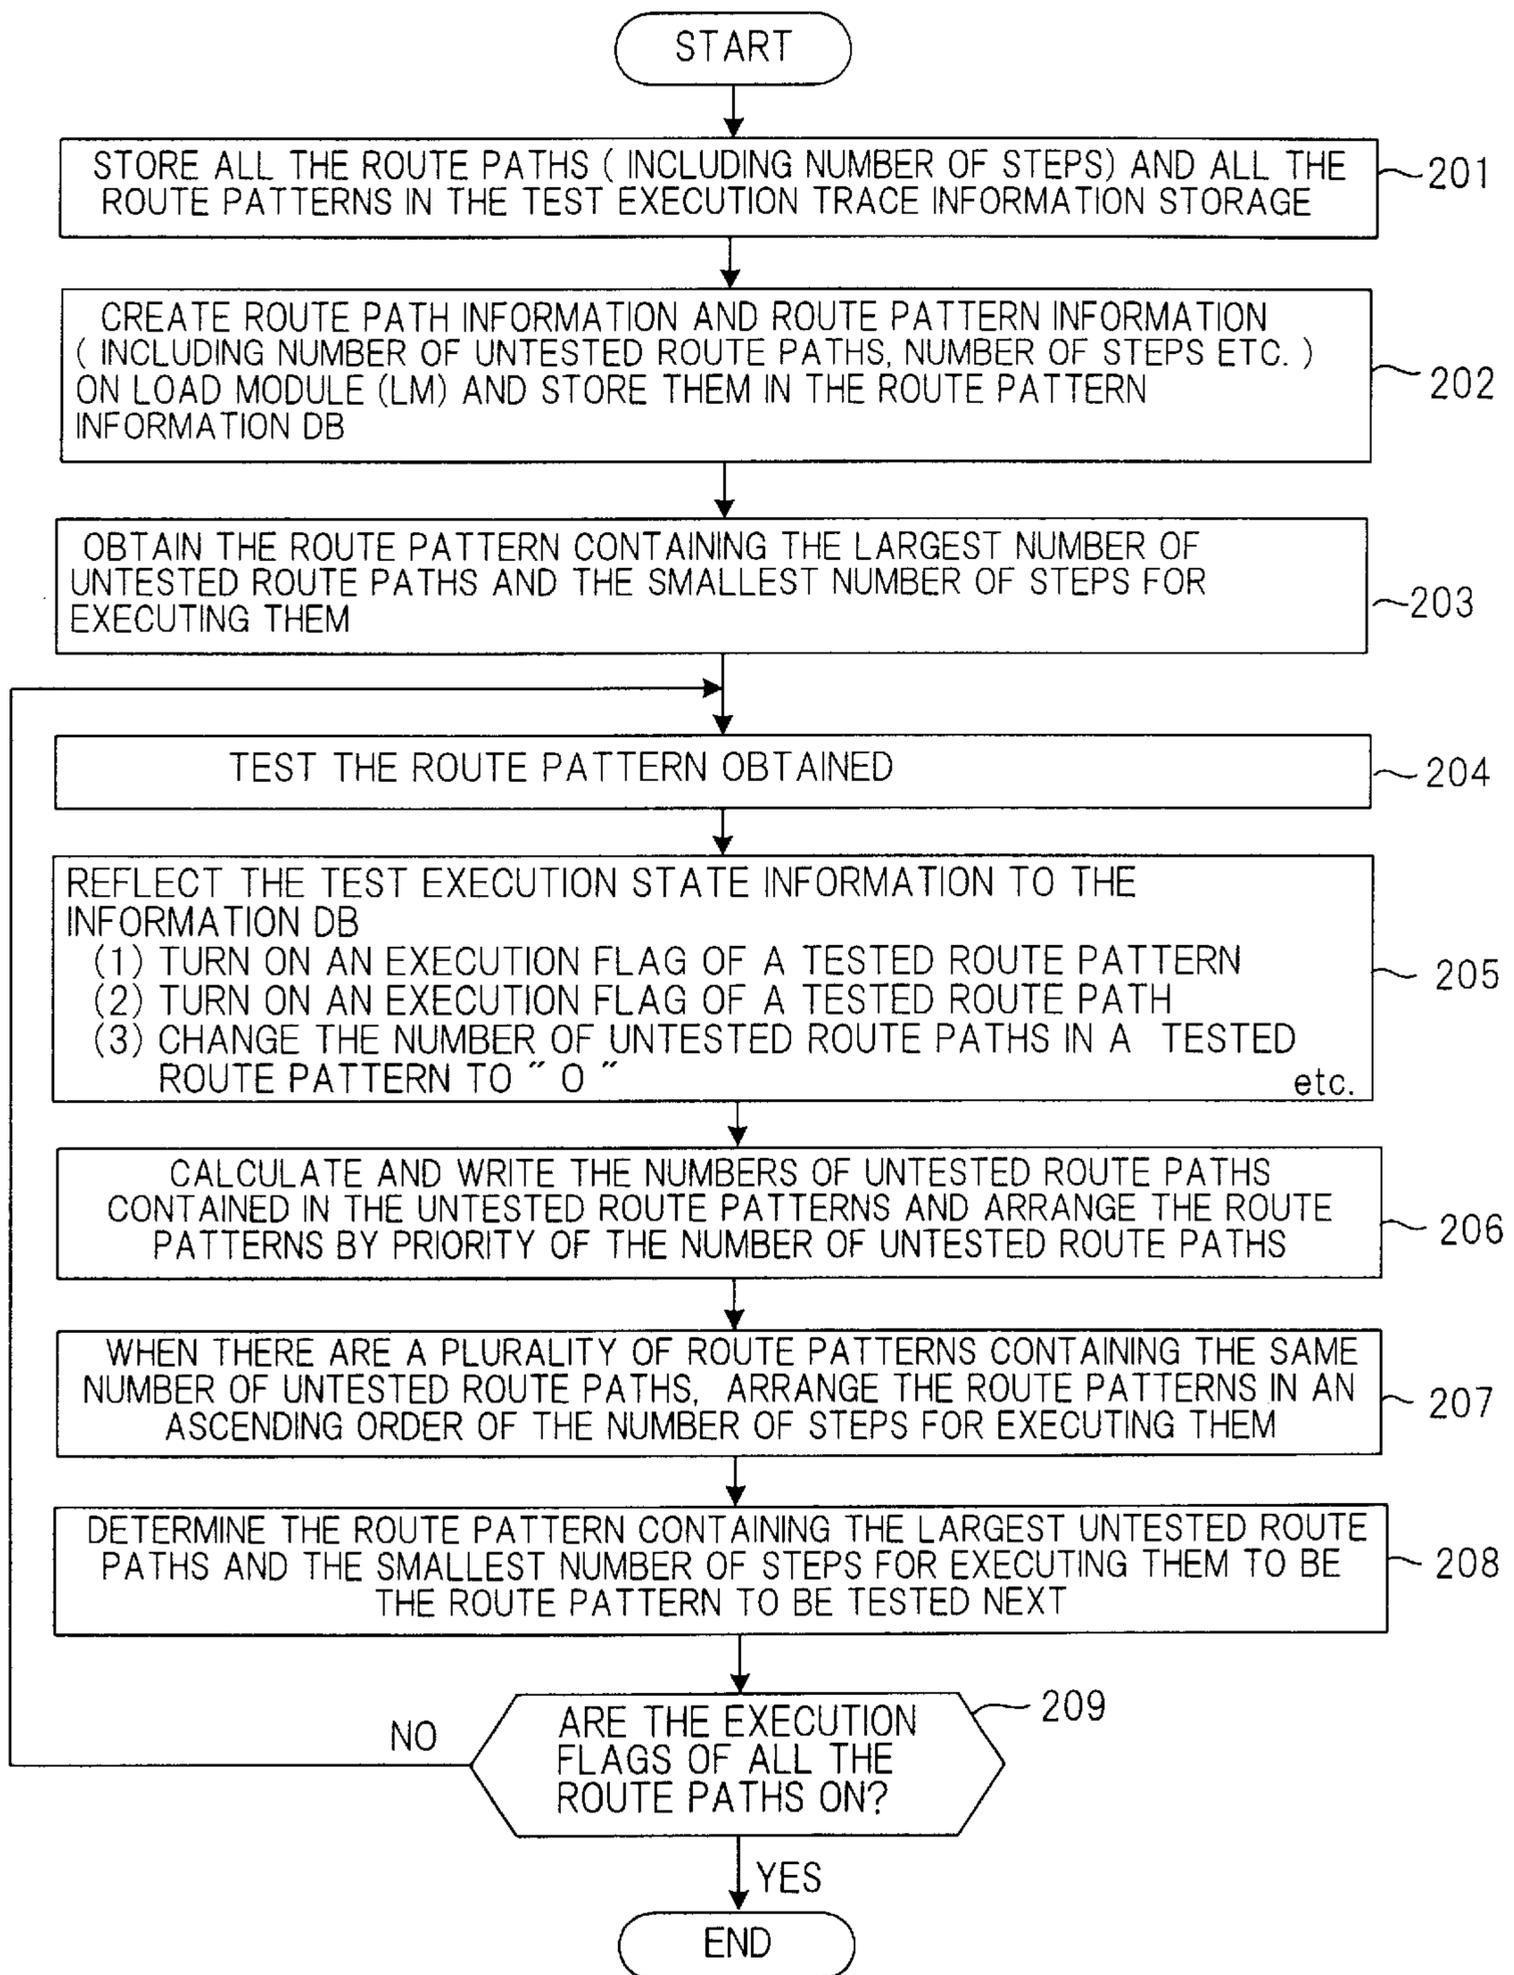 START
STORE ALL THE ROUTE PATHS ( INCLUDING NUMBER OF STEPS) AND ALL THE
ROUTE PATTERNS IN THE TEST EXECUTION TRACE INFORMATION STORAGE
201
CREATE ROUTE PATH INFORMATION AND ROUTE PATTERN INFORMATION
( INCLUDING NUMBER OF UNTESTED ROUTE PATHS, NUMBER OF STEPS ETC. )
ON LOAD MODULE (LM) AND STORE THEM IN THE ROUTE PATTERN
INFORMATION DB
202
OBTAIN THE ROUTE PATTERN CONTAINING THE LARGEST NUMBER OF
UNTESTED ROUTE PATHS AND THE SMALLEST NUMBER OF STEPS FOR
EXECUTING THEM
203
TEST THE ROUTE PATTERN OBTAINED
204
REFLECT THE TEST EXECUTION STATE INFORMATION TO THE
INFORMATION DB
(1) TURN ON AN EXECUTION FLAG OF A TESTED ROUTE PATTERN
(2) TURN ON AN EXECUTION FLAG OF A TESTED ROUTE PATH
(3) CHANGE THE NUMBER OF UNTESTED ROUTE PATHS IN A TESTED
ROUTE PATTERN TO " O "
etc.
205
CALCULATE AND WRITE THE NUMBERS OF UNTESTED ROUTE PATHS
CONTAINED IN THE UNTESTED ROUTE PATTERNS AND ARRANGE THE ROUTE
PATTERNS BY PRIORITY OF THE NUMBER OF UNTESTED ROUTE PATHS
206
WHEN THERE ARE A PLURALITY OF ROUTE PATTERNS CONTAINING THE SAME
NUMBER OF UNTESTED ROUTE PATHS, ARRANGE THE ROUTE PATTERNS IN AN
ASCENDING ORDER OF THE NUMBER OF STEPS FOR EXECUTING THEM
207
DETERMINE THE ROUTE PATTERN CONTAINING THE LARGEST UNTESTED ROUTE
PATHS AND THE SMALLEST NUMBER OF STEPS FOR EXECUTING THEM TO BE
THE ROUTE PATTERN TO BE TESTED NEXT
208
ARE THE EXECUTION
FLAGS OF ALL THE
ROUTE PATHS ON?
209
NO
YES
END